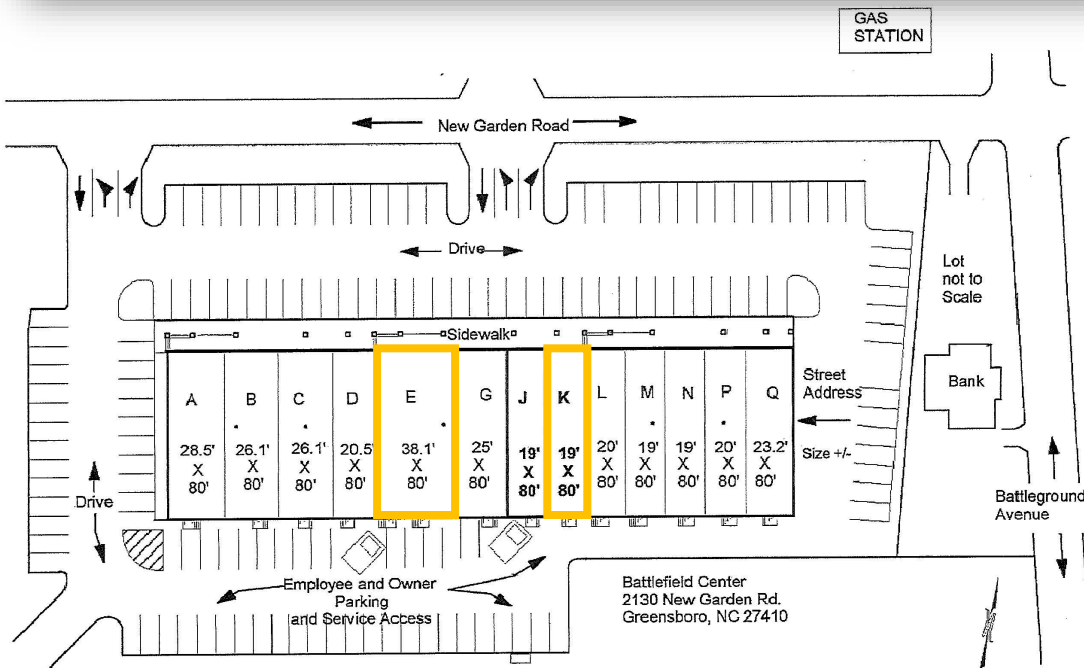 GAS
STATION
New Garden Road
Drive
Lot
not to
Scale
Sidewalk
A
B
C
D
E
G
J
K
L
M
N
P
Q
28.5'
X
80'
26.1'
X
80'
26.1'
X
80'
20.5'
X
80'
38.1'
X
80'
25'
X
80'
19'
X
80'
19'
X
80'
20'
X
80'
19'
X
80'
19'
X
80'
20'
X
80'
23.2'
X
80'
Street
Address
Size +/-
Bank
Drive
Battleground
Avenue
Employee and Owner
Parking
and Service Access
Battlefield Center
2130 New Garden Rd.
Greensboro, NC 27410